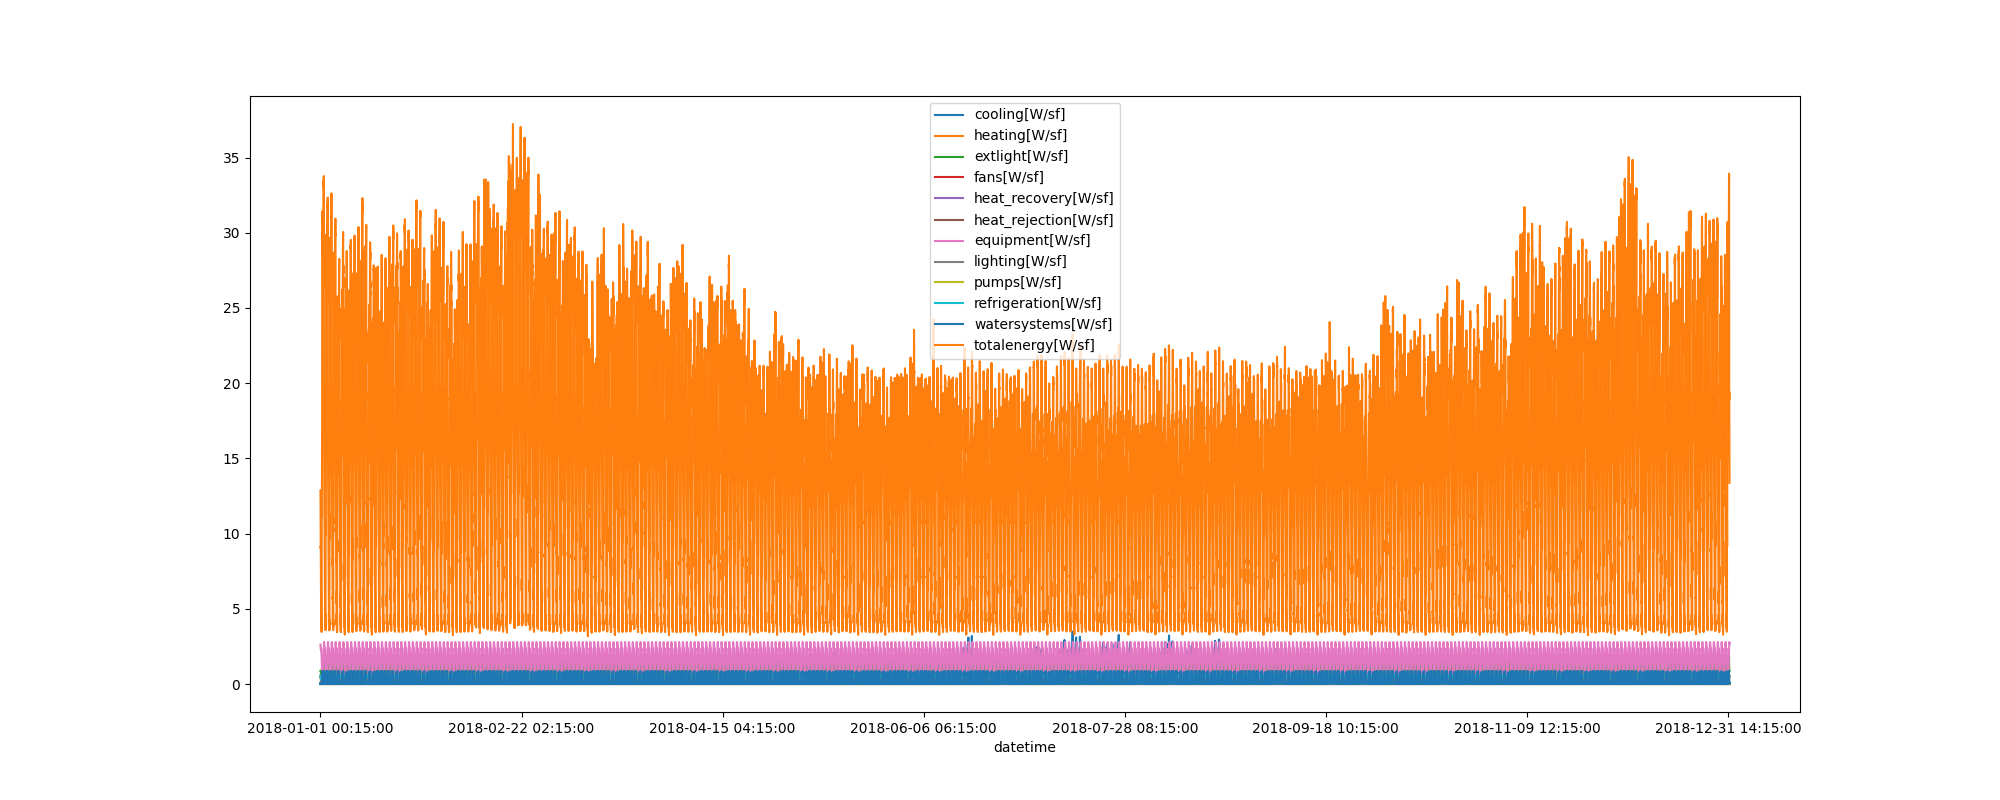 cooling[W/sf]
heating[W/sf]
extlight[W/sf]
fans[W/sf]
heat_recovery[W/sf]
heat_rejection[W/sf]
equipment[W/sf]
lighting[W/sf]
pumps[W/sf]
refrigeration[W/sf]
watersystems[W/sf]
totalenergy[W/sf]
35
30
25
20
15
10
5
0
2018-01-01 00:15:00 2018-02-22 02:15:00 2018-04-15 04:15:00 2018-06-06 06:15:00 2018-07-28 08:15:00 2018-09-18 10:15:00 2018-11-09 12:15:00 2018-12-31 14:15:00
datetime